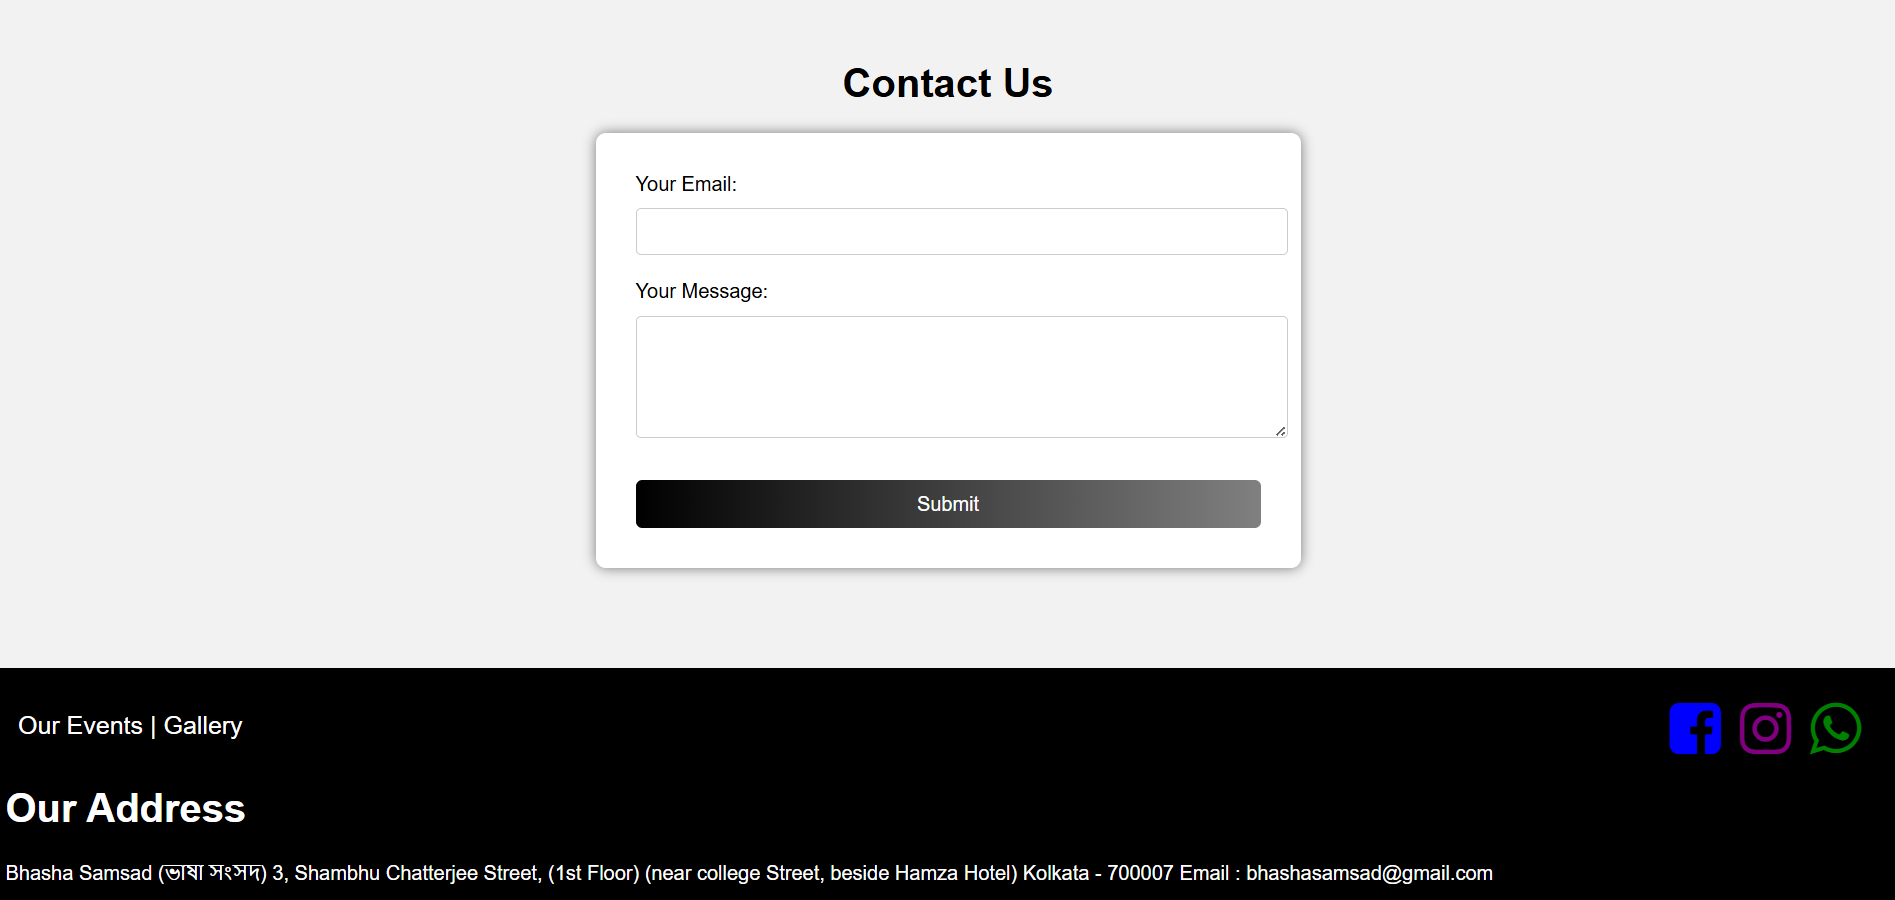 Contact Us
Your Email:
Your Message:
Submit
Our Events | Gallery
Our Address
Bhasha Samsad (ভাষা সংসদ) 3, Shambhu Chatterjee Street, (1st Floor) (near college Street, beside Hamza Hotel) Kolkata - 700007 Email : bhashasamsad@gmail.com